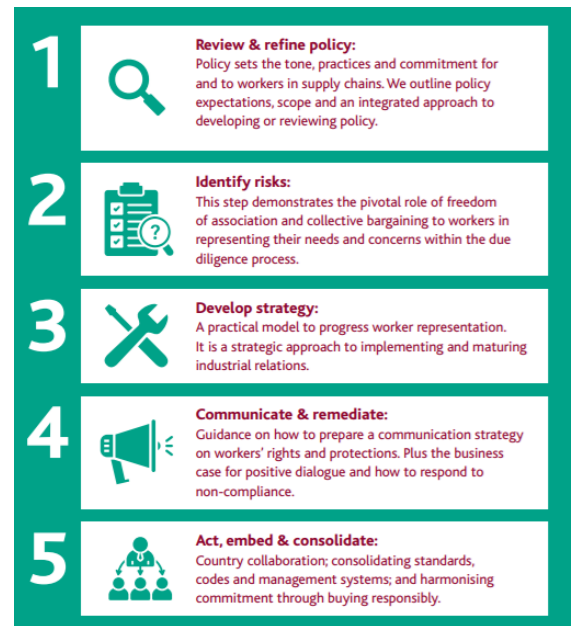 1
Review & refine policy:
Policy sets the tone, practices and commitment for
and to workers in supply chains. We outline policy
expectations, scope and an integrated approach to
developing or reviewing policy.
2
Identify risks:
This step demonstrates the pivotal role of freedom
of association and collective bargaining to workers in
representing their needs and concerns within the due
diligence process.
?
3
Develop strategy:
A practical model to progress worker representation.
It is a strategic approach to implementing and maturing
industrial relations.
4
Communicate & remediate:
Guidance on how to prepare a communication strategy
on workers' rights and protections. Plus the business
case for positive dialogue and how to respond to
non-compliance.
5
Act, embed & consolidate:
Country collaboration; consolidating standards,
codes and management systems; and harmonising
commitment through buying responsibly.